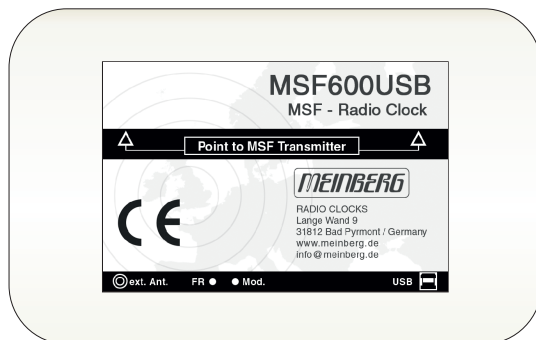 MSF600USB
MSF - Radio Clock
Point to MSF Transmitter
MEINBERG
CE
RADIO CLOCKS
Lange Wand 9
31812 Bad Pyrmont / Germany
www.meinberg.de
info@meinberg.de
ext. Ant. FR Mod. USB